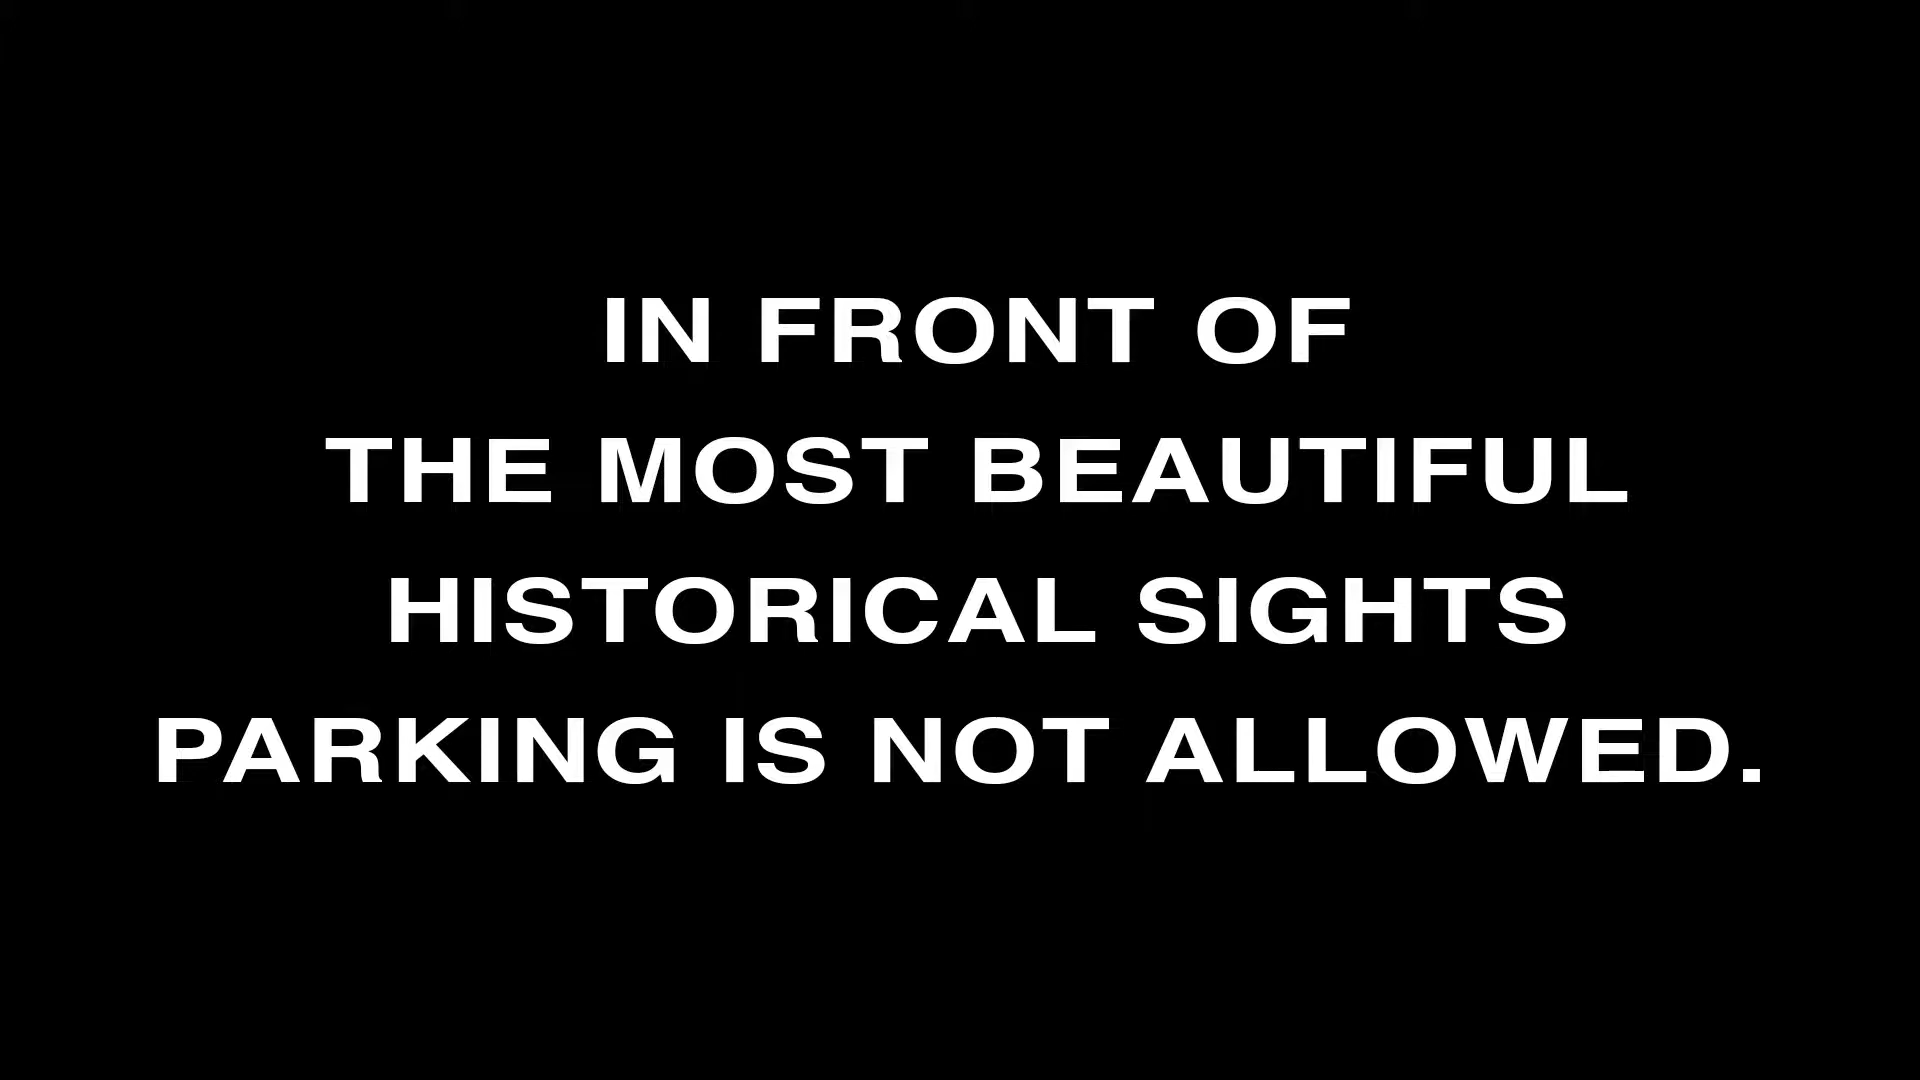 IN FRONT OF
THE MOST BEAUTIFUL
HISTORICAL SIGHTS
PARKING IS NOT ALLOWED.